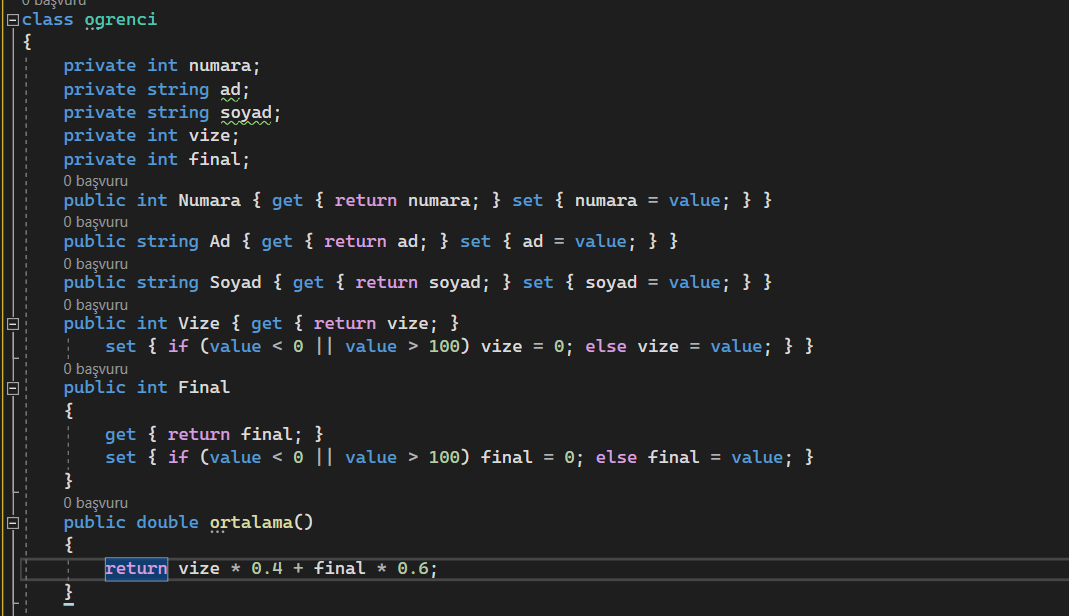 0 başvuru
class ogrenci
{
private int numara;
private string ad;
private string soyad;
private int vize;
private int final;
0 başvuru
public int Numara { get { return numara; } set { numara = value; } }
0 başvuru
public string Ad { get { return ad; } set { ad = value; } }
0 başvuru
public string Soyad { get { return soyad; } set { soyad = value; } }
0 başvuru
public int Vize { get { return vize; }
set { if (value < 0 || value > 100) vize = 0; else vize = value; } }
0 başvuru
public int Final
{
get { return final; }
set { if (value < 0 || value > 100) final = 0; else final = value; }
}
0 başvuru
public double ortalama()
{
return vize * 0.4 + final * 0.6;
}